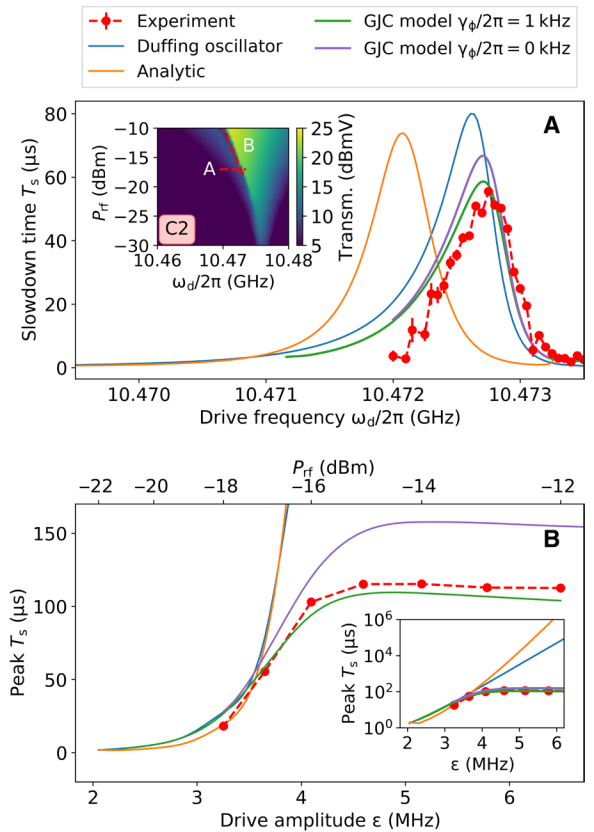 Experiment
Duffing oscillator
Analytic
GJC model γϕ/2π = 1 kHz
GJC model γϕ/2π = 0 kHz
80
60
40
20
0
Slowdown time Ts (μs)
A
−10
−15
−20
−25
−30
Prf (dBm)
A
B
C2
10.46 10.47 10.48
ωd/2π (GHz)
25
20
15
10
5
Transm. (dBmV)
10.470 10.471 10.472 10.473
Drive frequency ωd/2π (GHz)
Prf (dBm)
−22 −20 −18 −16 −14 −12
150
100
50
0
Peak Ts (μs)
B
10⁶
10⁴
10²
10⁰
Peak Ts (μs)
2 3 4 5 6
ε (MHz)
2 3 4 5 6
Drive amplitude ε (MHz)